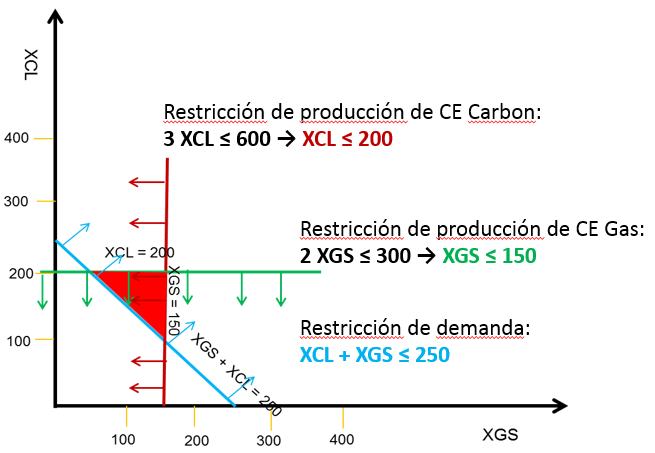 XCL
Restricción de producción de CE Carbon:
3 XCL ≤ 600 → XCL ≤ 200
400
300
Restricción de producción de CE Gas:
2 XGS ≤ 300 → XGS ≤ 150
XCL = 200
200
XGS = 150
Restricción de demanda:
XCL + XGS ≤ 250
100
XGS + XCL = 250
100
200
300
400
XGS